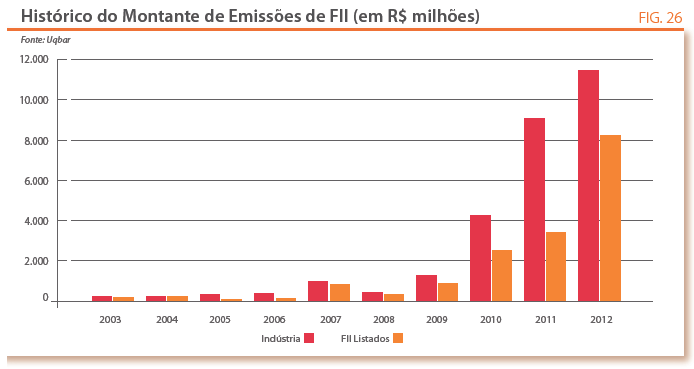 Histórico do Montante de Emissões de FII (em R$ milhões)
FIG. 26
Fonte: Uqbar
12.000
10.000
8.000
6.000
4.000
2.000
0
2003 2004 2005 2006 2007 2008 2009 2010 2011 2012
Indústria FII Listados